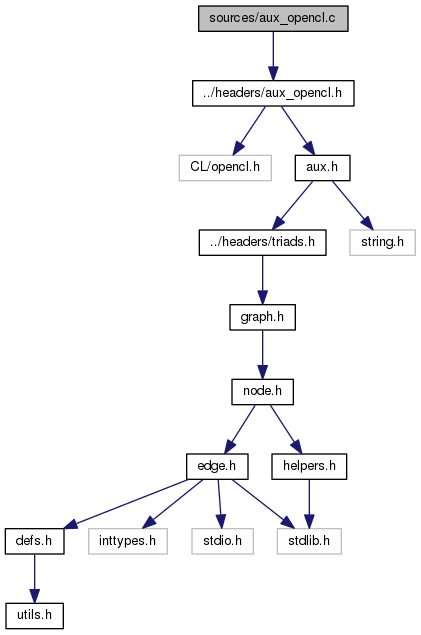 sources/aux_opencl.c
../headers/aux_opencl.h
CL/opencl.h
aux.h
../headers/triads.h
string.h
graph.h
node.h
edge.h
helpers.h
defs.h
inttypes.h
stdio.h
stdlib.h
utils.h